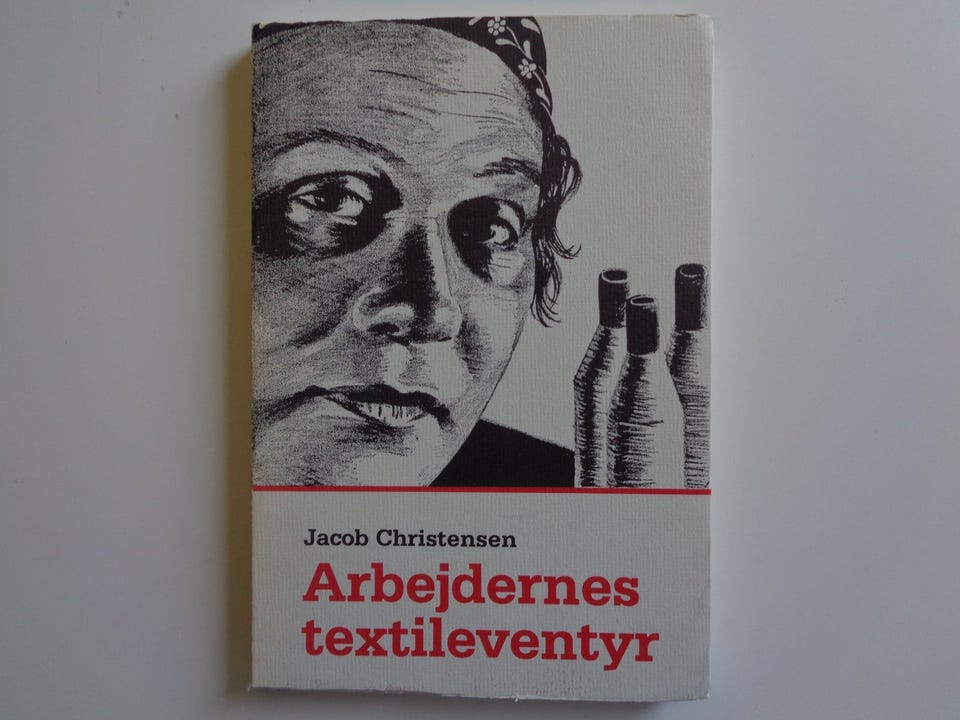 Jacob Christensen
Arbejdernes
textileventyr